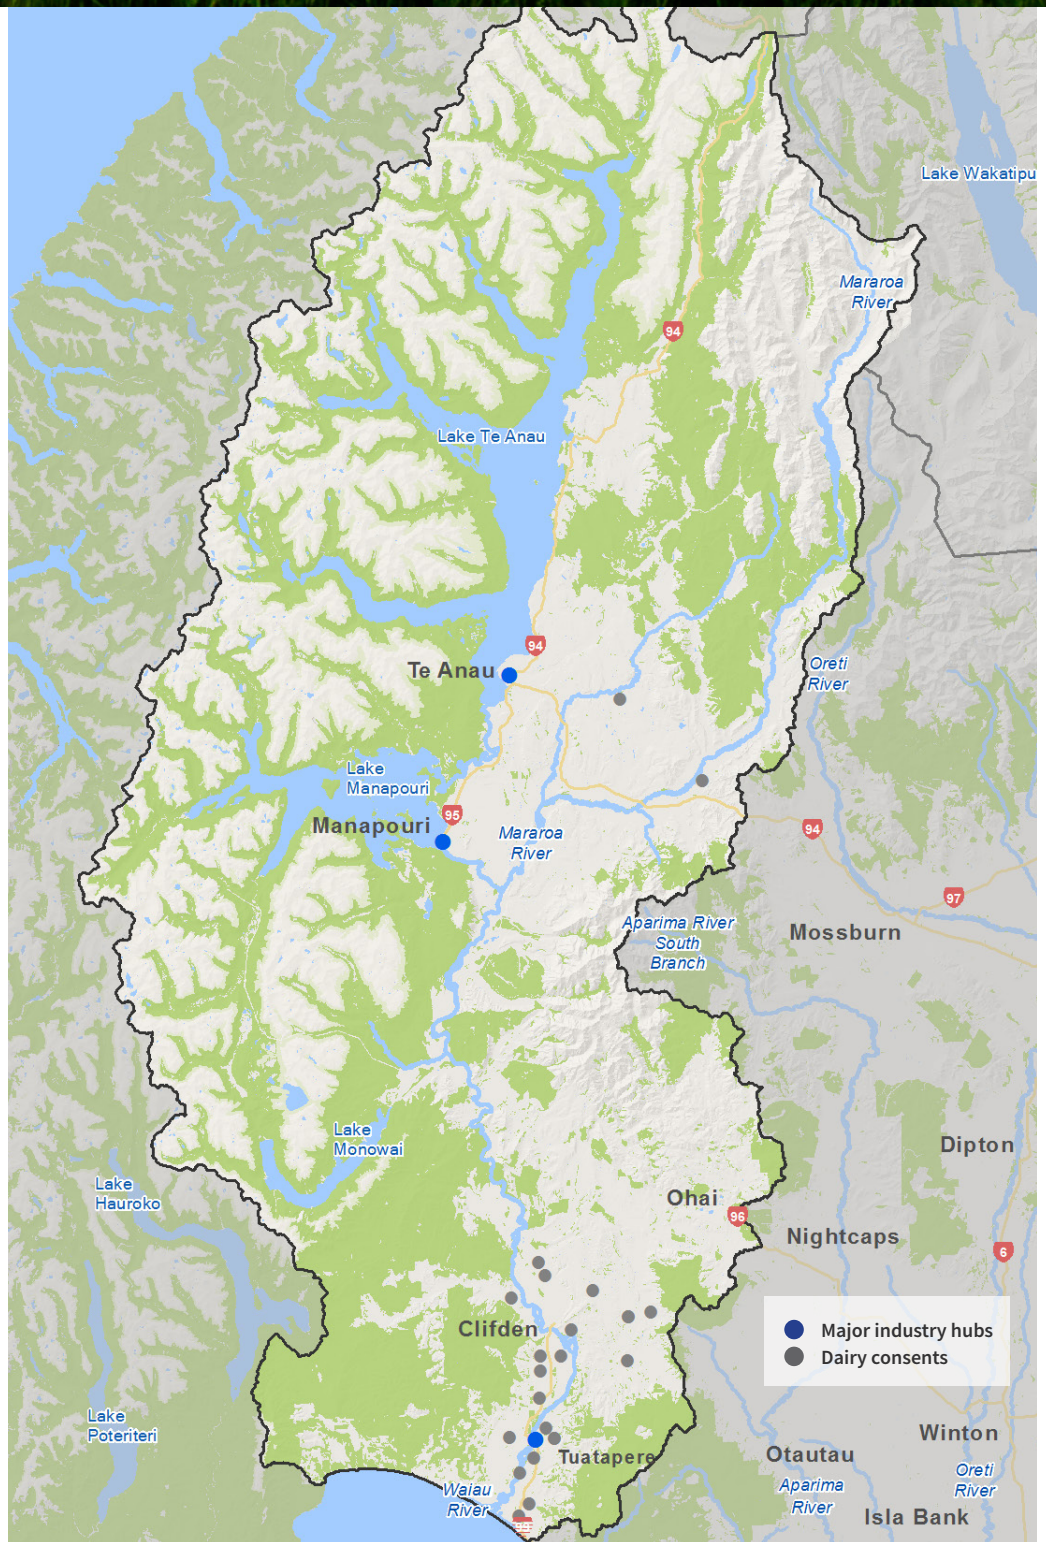 Lake Wakatipu
Mararoa
River
94
Lake Te Anau
94
Te Anau
Oreti
River
Lake
Manapouri
95
Manapouri
Mararoa
River
94
97
Aparima River
South
Branch
Mossburn
Lake
Monowai
Dipton
Lake
Hauroko
Ohai
96
Nightcaps
6
Clifden
Major industry hubs
Dairy consents
Lake
Poteriteri
Tuatapere
Otautau
Winton
Waiau
River
Aparima
River
Oreti
River
Isla Bank